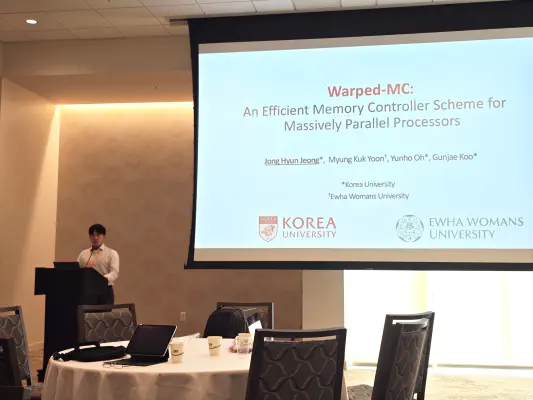 Warped-MC:
An Efficient Memory Controller Scheme for
Massively Parallel Processors
Jong Hyun Jeong*, Myung Kuk Yoon†, Yunho Oh*, Gunjae Koo*
*Korea University
†Ewha Womans University
KOREA
UNIVERSITY
EWHA WOMANS
UNIVERSITY